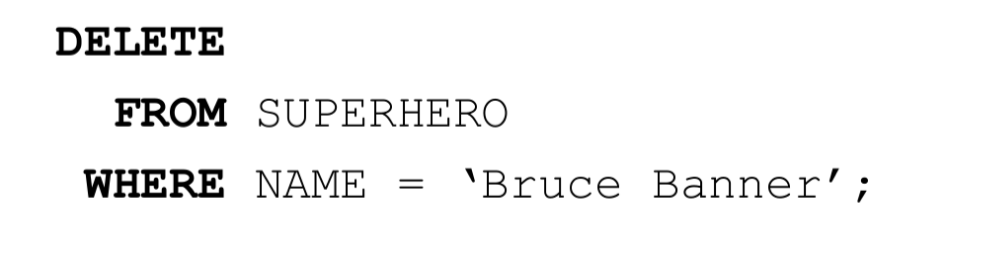 DELETE
FROM SUPERHERO
WHERE NAME = ‘Bruce Banner’;